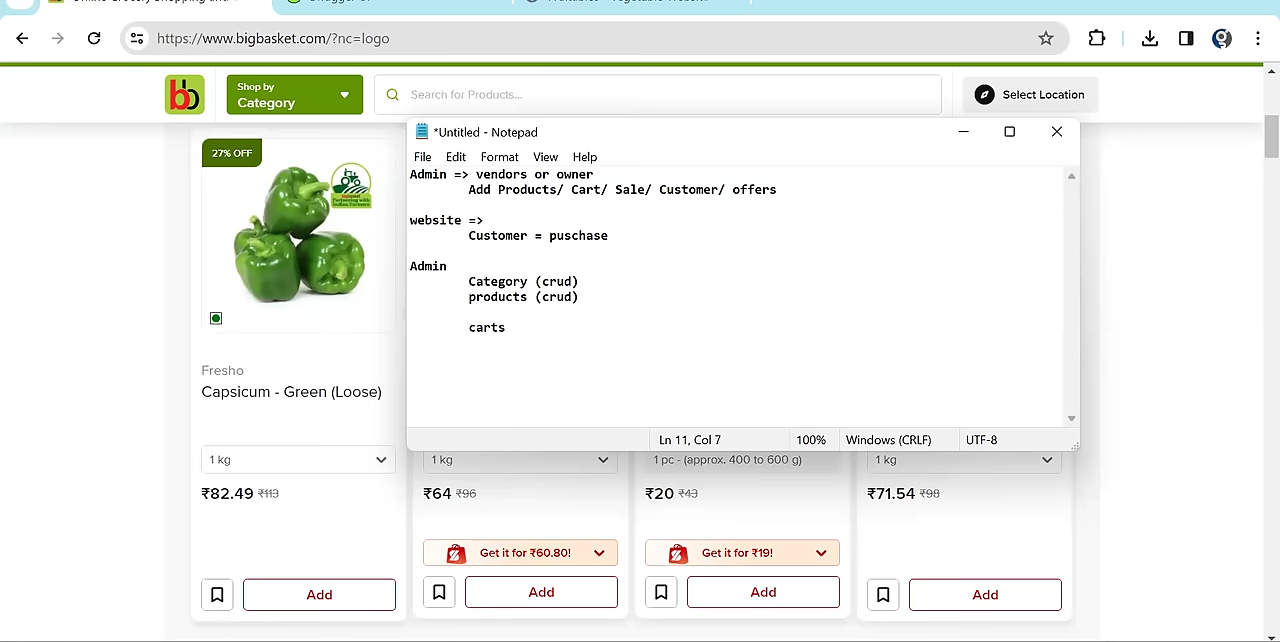 https://www.bigbasket.com/?nc=logo
bb
Shop by
Category
Search for Products...
Select Location
27% OFF
*Untitled - Notepad
File Edit Format View Help
Admin => vendors or owner
Add Products/ Cart/ Sale/ Customer/ offers
website =>
Customer = puschase
Admin
Category (crud)
products (crud)
carts
Ln 11, Col 7 100% Windows (CRLF) UTF-8
Fresho
Capsicum - Green (Loose)
1 kg 1 kg 1 pc - (approx. 400 to 600 g) 1 kg
₹82.49 ₹113 ₹64 ₹96 ₹20 ₹43 ₹71.54 ₹98
Get it for ₹60.80! Get it for ₹19!
Add Add Add Add